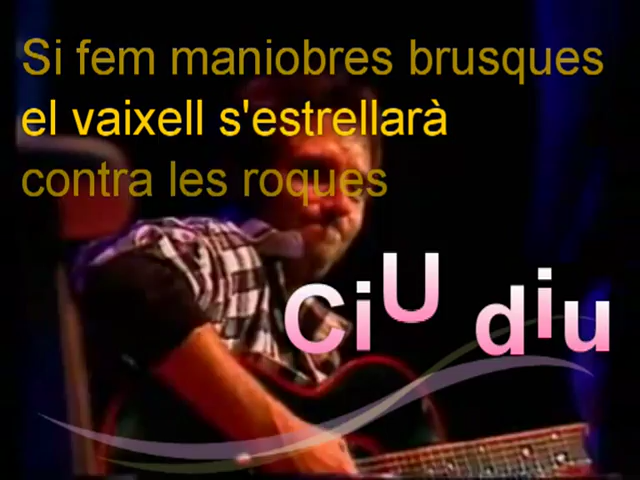 Si fem maniobres brusques
el vaixell s'estrellarà
contra les roques
CiU diu